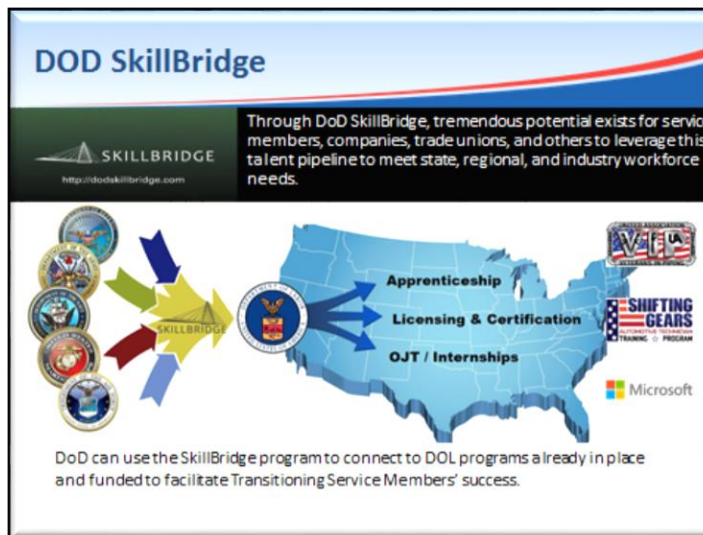 DOD SkillBridge
SKILLBRIDGE
http://dodskillbridge.com
Through DoD SkillBridge, tremendous potential exists for servic
members, companies, trade unions, and others to leverage this
talent pipeline to meet state, regional, and industry workforce
needs.
SKILLBRIDGE
Apprenticeship
Licensing & Certification
OJT / Internships
VIP
UA
SHIFTING
GEARS
AUTOMOTIVE TECHNICIAN
TRAINING ☆ PROGRAM
Microsoft
DoD can use the SkillBridge program to connect to DOL programs already in place
and funded to facilitate Transitioning Service Members' success.